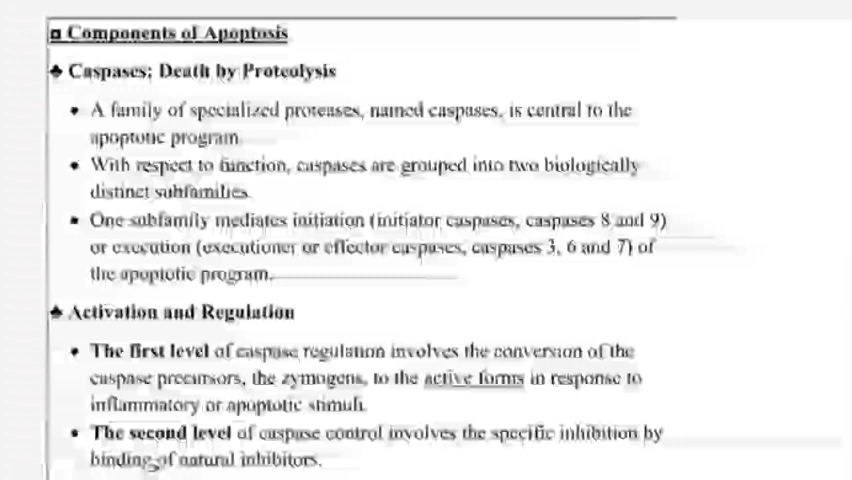 ◘ Components of Apoptosis
♣ Caspases; Death by Proteolysis
• A family of specialized proteases, named caspases, is central to the
apoptotic program.
• With respect to function, caspases are grouped into two biologically
distinct subfamilies.
• One subfamily mediates initiation (initiator caspases, caspases 8 and 9)
or execution (executioner or effector caspases, caspases 3, 6 and 7) of
the apoptotic program.
♣ Activation and Regulation
• The first level of caspase regulation involves the conversion of the
caspase precursors, the zymogens, to the active forms in response to
inflammatory or apoptotic stimuli.
• The second level of caspase control involves the specific inhibition by
binding of natural inhibitors.